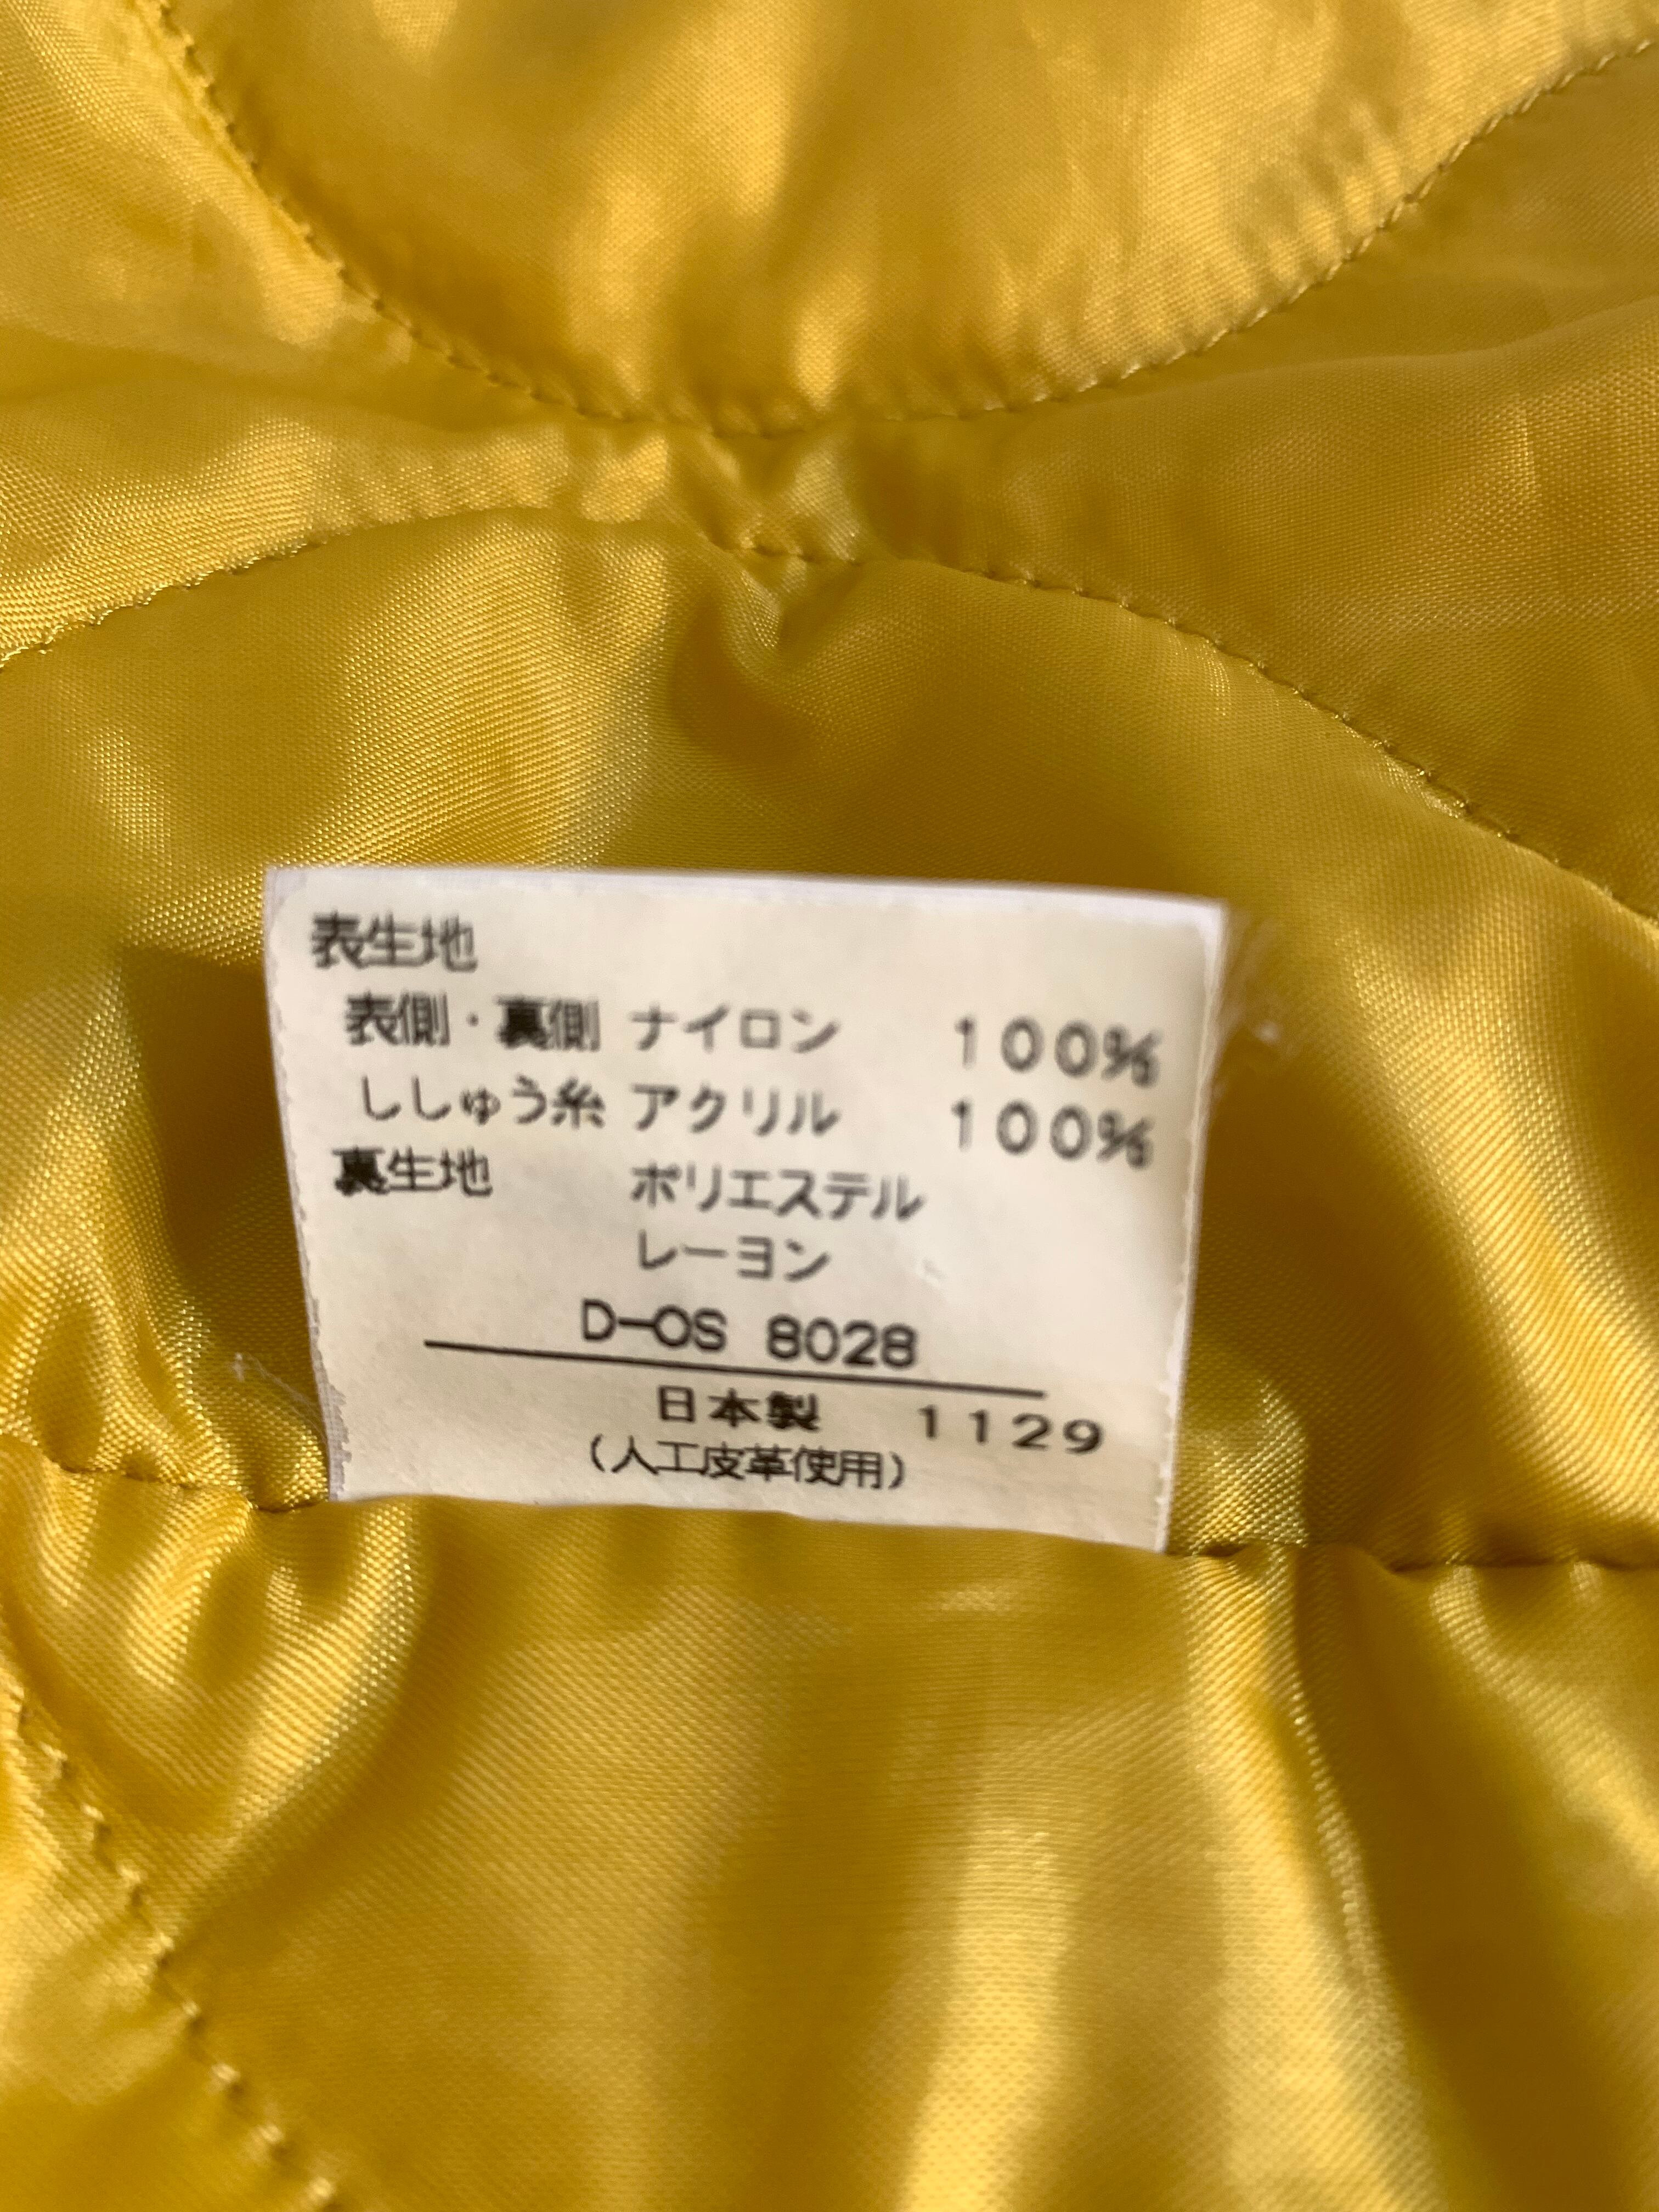 表生地
表側・裏側 ナイロン 100%
ししゅう糸 アクリル 100%
裏生地 ポリエステル
レーヨン
D-OS 8028
日本製 1129
(人工皮革使用)